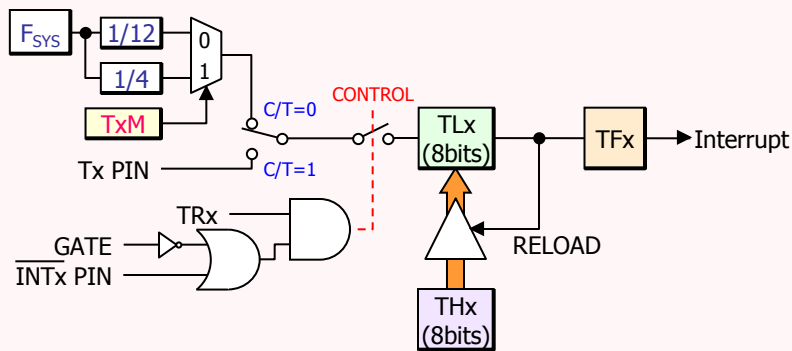 F_SYS
1/12
0
1/4
1
TxM
C/T=0
CONTROL
TLx
(8bits)
TFx
Interrupt
Tx PIN
C/T=1
TRx
GATE
RELOAD
INTx PIN
THx
(8bits)